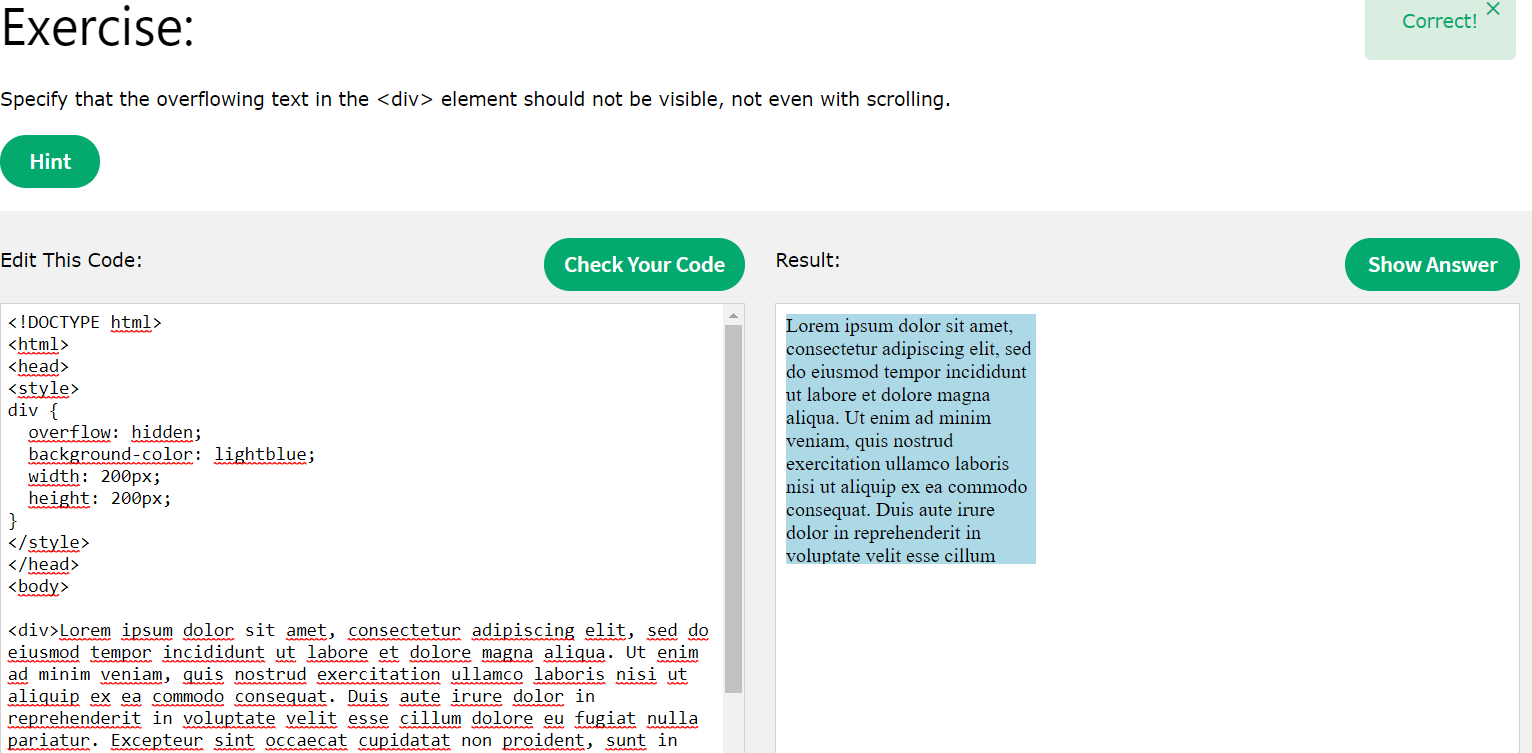 Exercise:
Correct!
×
Specify that the overflowing text in the <div> element should not be visible, not even with scrolling.
Hint
Edit This Code:
Check Your Code
Result:
Show Answer
<!DOCTYPE html>
<html>
<head>
<style>
div {
  overflow: hidden;
  background-color: lightblue;
  width: 200px;
  height: 200px;
}
</style>
</head>
<body>
<div>Lorem ipsum dolor sit amet, consectetur adipiscing elit, sed do
eiusmod tempor incididunt ut labore et dolore magna aliqua. Ut enim
ad minim veniam, quis nostrud exercitation ullamco laboris nisi ut
aliquip ex ea commodo consequat. Duis aute irure dolor in
reprehenderit in voluptate velit esse cillum dolore eu fugiat nulla
pariatur. Excepteur sint occaecat cupidatat non proident, sunt in
Lorem ipsum dolor sit amet,
consectetur adipiscing elit, sed
do eiusmod tempor incididunt
ut labore et dolore magna
aliqua. Ut enim ad minim
veniam, quis nostrud
exercitation ullamco laboris
nisi ut aliquip ex ea commodo
consequat. Duis aute irure
dolor in reprehenderit in
voluptate velit esse cillum